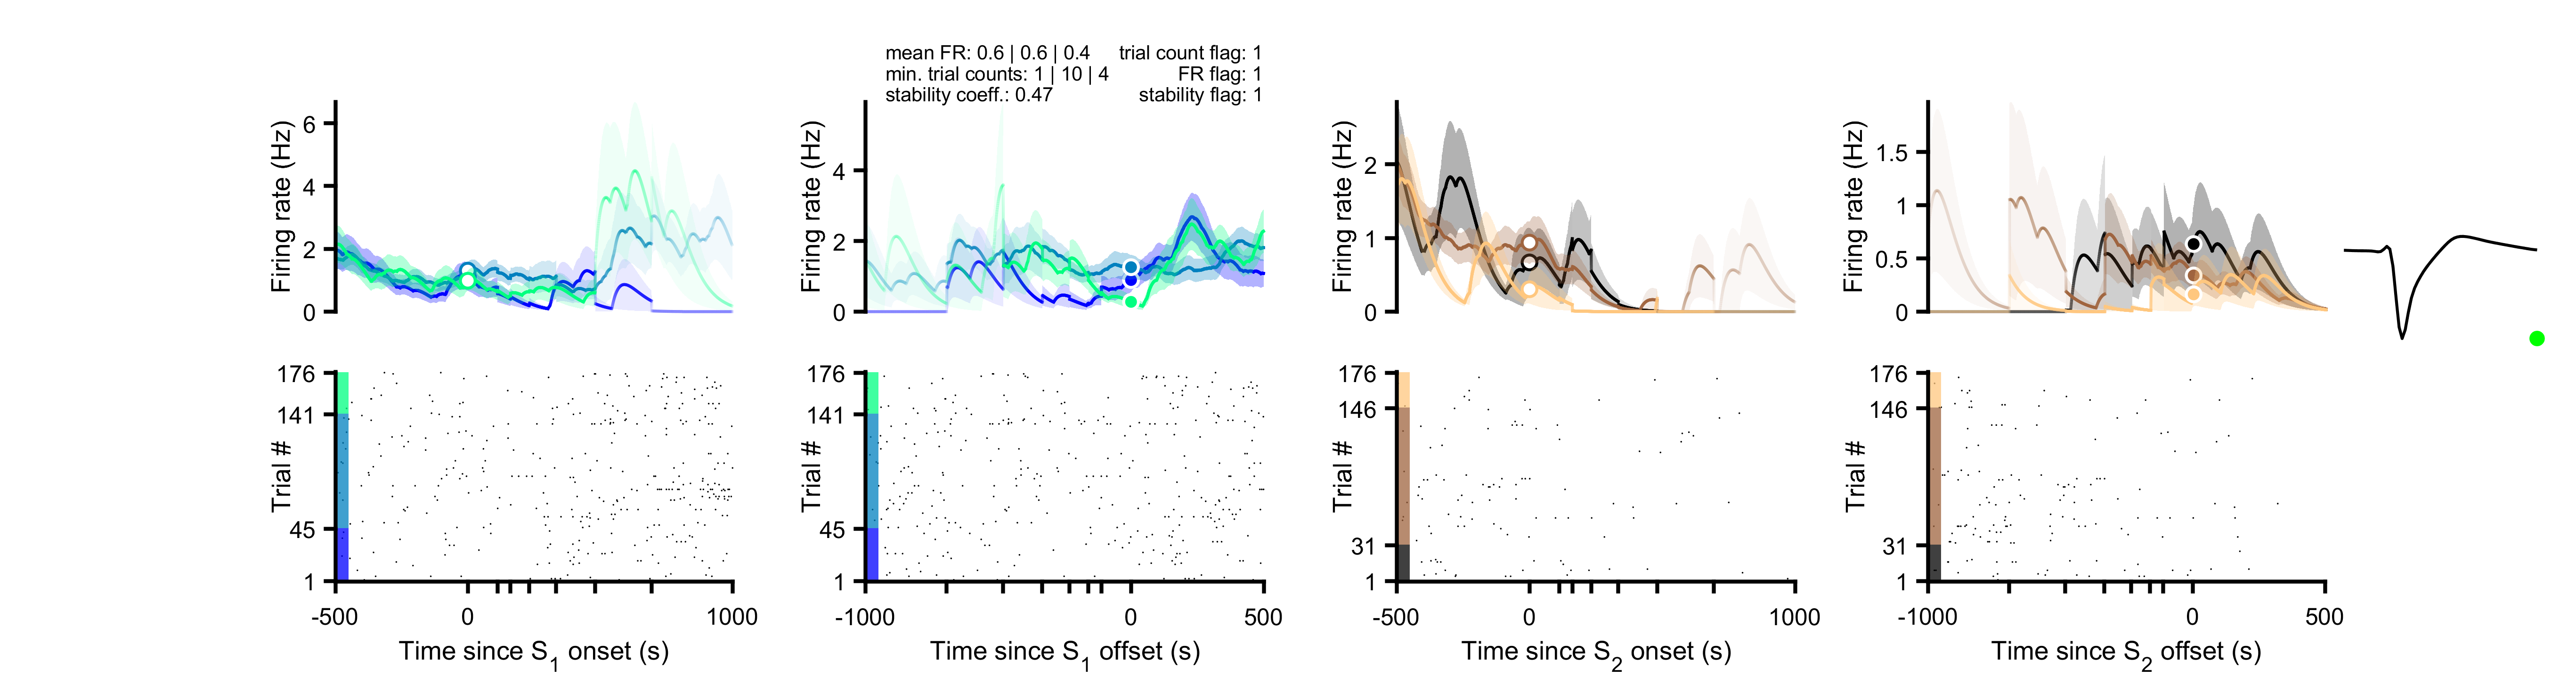 mean FR: 0.6 | 0.6 | 0.4 trial count flag: 1
min. trial counts: 1 | 10 | 4 FR flag: 1
stability coeff.: 0.47 stability flag: 1
Firing rate (Hz)
6
4
2
0
Firing rate (Hz)
4
2
0
Firing rate (Hz)
2
1
0
Firing rate (Hz)
1.5
1
0.5
0
Trial #
176
141
45
1
-500 0 1000
Time since S1 onset (s)
Trial #
176
141
45
1
-1000 0 500
Time since S1 offset (s)
Trial #
176
146
31
1
-500 0 1000
Time since S2 onset (s)
Trial #
176
146
31
1
-1000 0 500
Time since S2 offset (s)